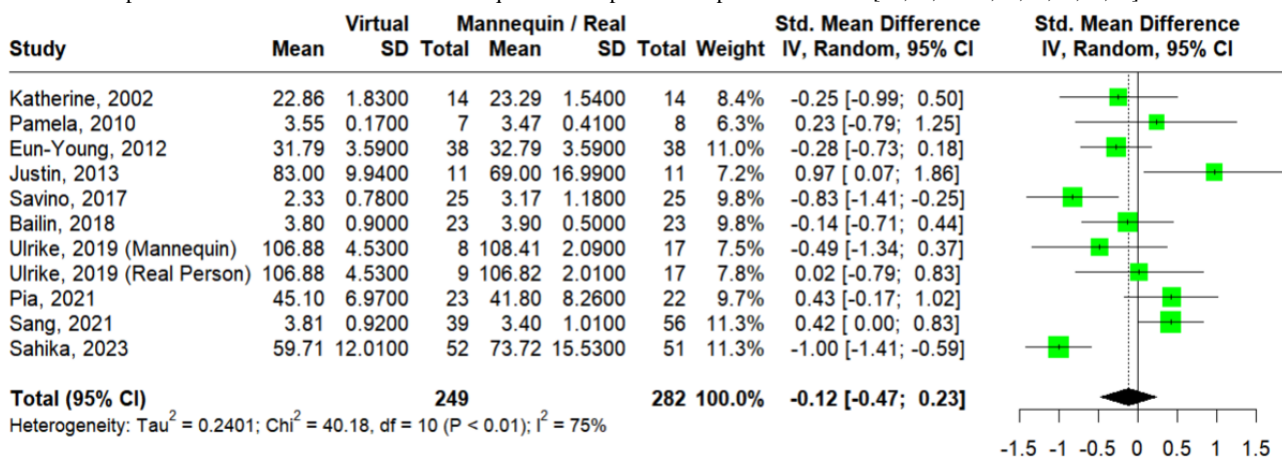 Virtual Mannequin / Real Std. Mean Difference Std. Mean Difference
Study Mean SD Total Mean SD Total Weight IV, Random, 95% CI IV, Random, 95% CI
Katherine, 2002 22.86 1.8300 14 23.29 1.5400 14 8.4% -0.25 [-0.99; 0.50]
Pamela, 2010 3.55 0.1700 7 3.47 0.4100 8 6.3% 0.23 [-0.79; 1.25]
Eun-Young, 2012 31.79 3.5900 38 32.79 3.5900 38 11.0% -0.28 [-0.73; 0.18]
Justin, 2013 83.00 9.9400 11 69.00 16.9900 11 7.2% 0.97 [ 0.07; 1.86]
Savino, 2017 2.33 0.7800 25 3.17 1.1800 25 9.8% -0.83 [-1.41; -0.25]
Bailin, 2018 3.80 0.9000 23 3.90 0.5000 23 9.8% -0.14 [-0.71; 0.44]
Ulrike, 2019 (Mannequin) 106.88 4.5300 8 108.41 2.0900 17 7.5% -0.49 [-1.34; 0.37]
Ulrike, 2019 (Real Person) 106.88 4.5300 9 106.82 2.0100 17 7.8% 0.02 [-0.79; 0.83]
Pia, 2021 45.10 6.9700 23 41.80 8.2600 22 9.7% 0.43 [-0.17; 1.02]
Sang, 2021 3.81 0.9200 39 3.40 1.0100 56 11.3% 0.42 [ 0.00; 0.83]
Sahika, 2023 59.71 12.0100 52 73.72 15.5300 51 11.3% -1.00 [-1.41; -0.59]
Total (95% CI) 249 282 100.0% -0.12 [-0.47; 0.23]
Heterogeneity: Tau² = 0.2401; Chi² = 40.18, df = 10 (P < 0.01); I² = 75%
-1.5 -1 -0.5 0 0.5 1 1.5